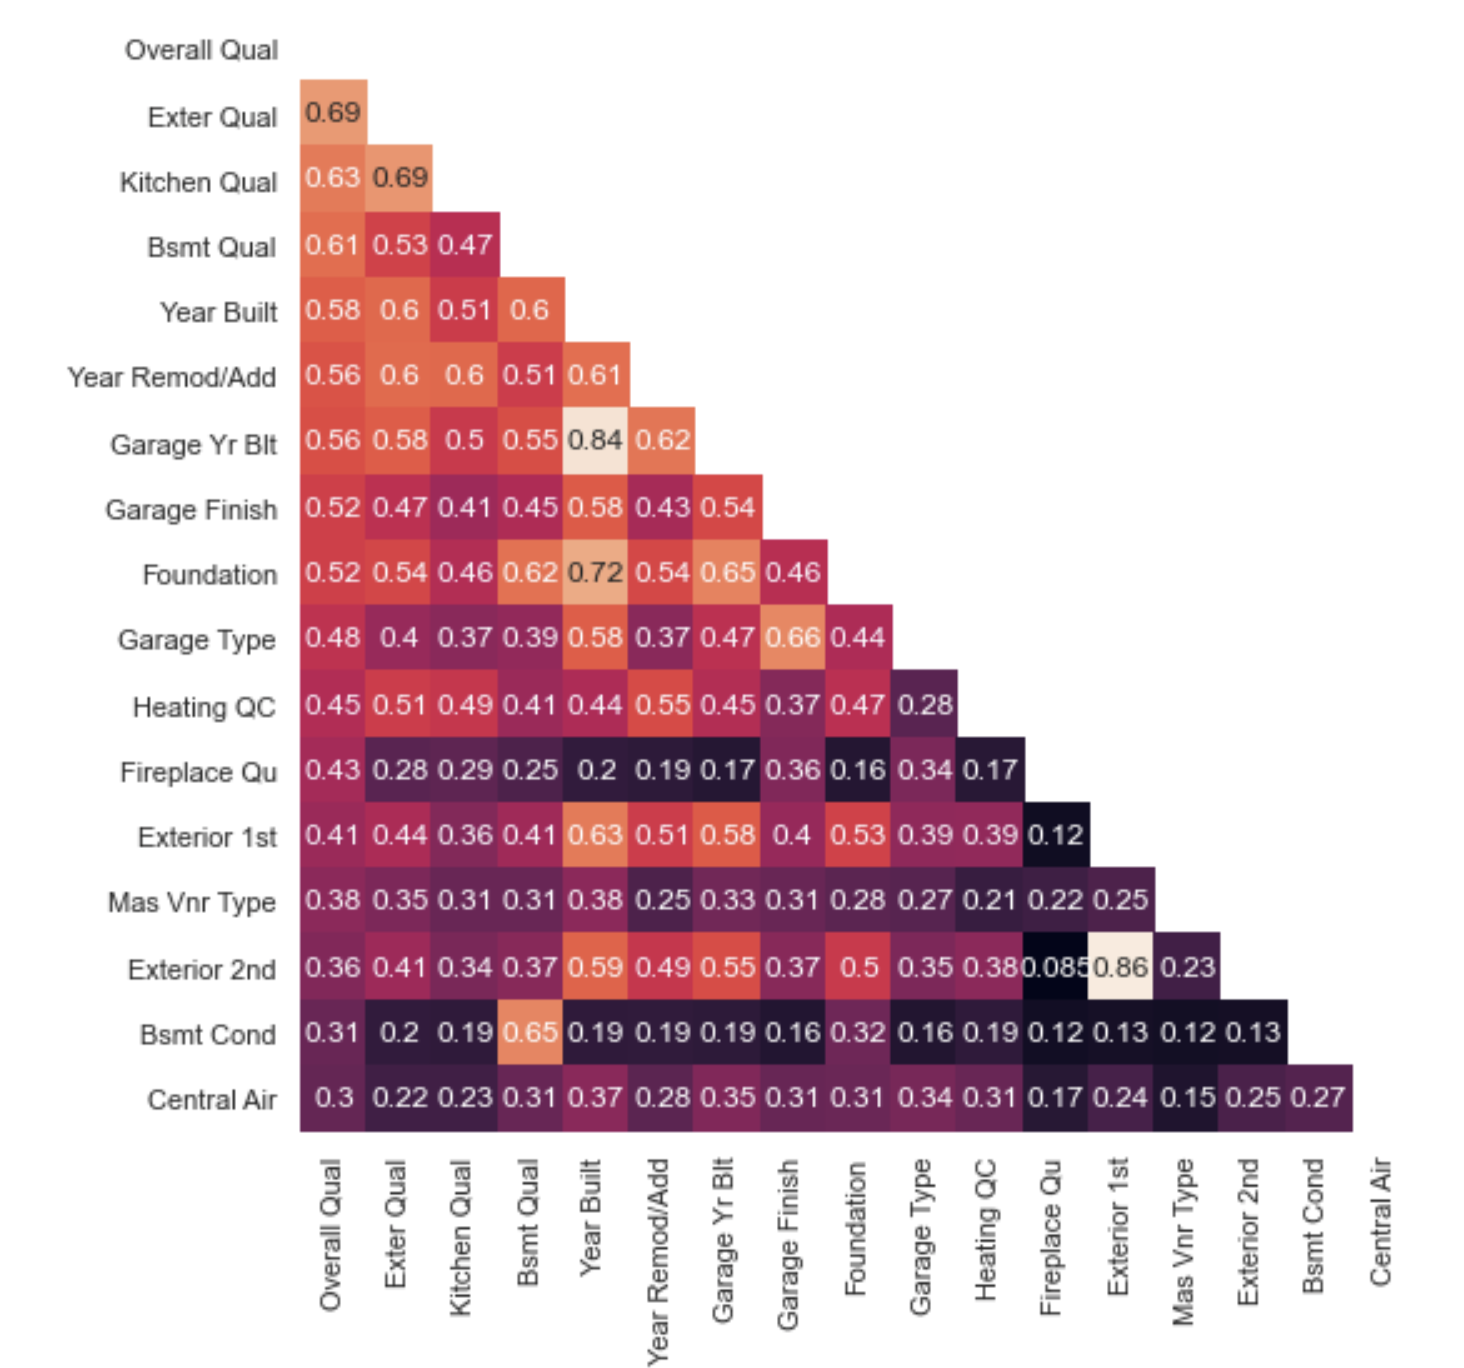 Overall Qual
Exter Qual 0.69
Kitchen Qual 0.63 0.69
Bsmt Qual 0.61 0.53 0.47
Year Built 0.58 0.6 0.51 0.6
Year Remod/Add 0.56 0.6 0.6 0.51 0.61
Garage Yr Blt 0.56 0.58 0.5 0.55 0.84 0.62
Garage Finish 0.52 0.47 0.41 0.45 0.58 0.43 0.54
Foundation 0.52 0.54 0.46 0.62 0.72 0.54 0.65 0.46
Garage Type 0.48 0.4 0.37 0.39 0.58 0.37 0.47 0.66 0.44
Heating QC 0.45 0.51 0.49 0.41 0.44 0.55 0.45 0.37 0.47 0.28
Fireplace Qu 0.43 0.28 0.29 0.25 0.2 0.19 0.17 0.36 0.16 0.34 0.17
Exterior 1st 0.41 0.44 0.36 0.41 0.63 0.51 0.58 0.4 0.53 0.39 0.39 0.12
Mas Vnr Type 0.38 0.35 0.31 0.31 0.38 0.25 0.33 0.31 0.28 0.27 0.21 0.22 0.25
Exterior 2nd 0.36 0.41 0.34 0.37 0.59 0.49 0.55 0.37 0.5 0.35 0.38 0.085 0.86 0.23
Bsmt Cond 0.31 0.2 0.19 0.65 0.19 0.19 0.19 0.16 0.32 0.16 0.19 0.12 0.13 0.12 0.13
Central Air 0.3 0.22 0.23 0.31 0.37 0.28 0.35 0.31 0.31 0.34 0.31 0.17 0.24 0.15 0.25 0.27
Overall Qual
Exter Qual
Kitchen Qual
Bsmt Qual
Year Built
Year Remod/Add
Garage Yr Blt
Garage Finish
Foundation
Garage Type
Heating QC
Fireplace Qu
Exterior 1st
Mas Vnr Type
Exterior 2nd
Bsmt Cond
Central Air